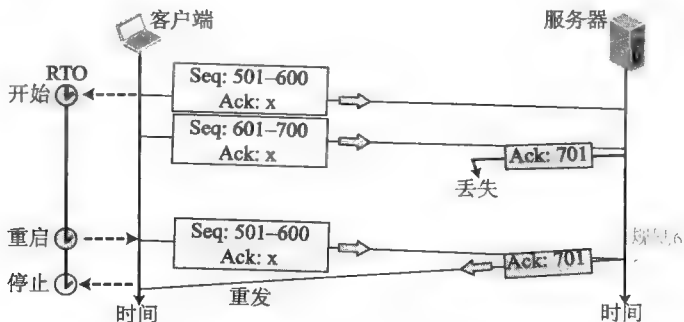 客户端
服务器
RTO
开始
Seq: 501–600
Ack: x
Seq: 601–700
Ack: x
Ack: 701
丢失
重启
Seq: 501–600
Ack: x
Ack: 701
停止
重发
时间
时间